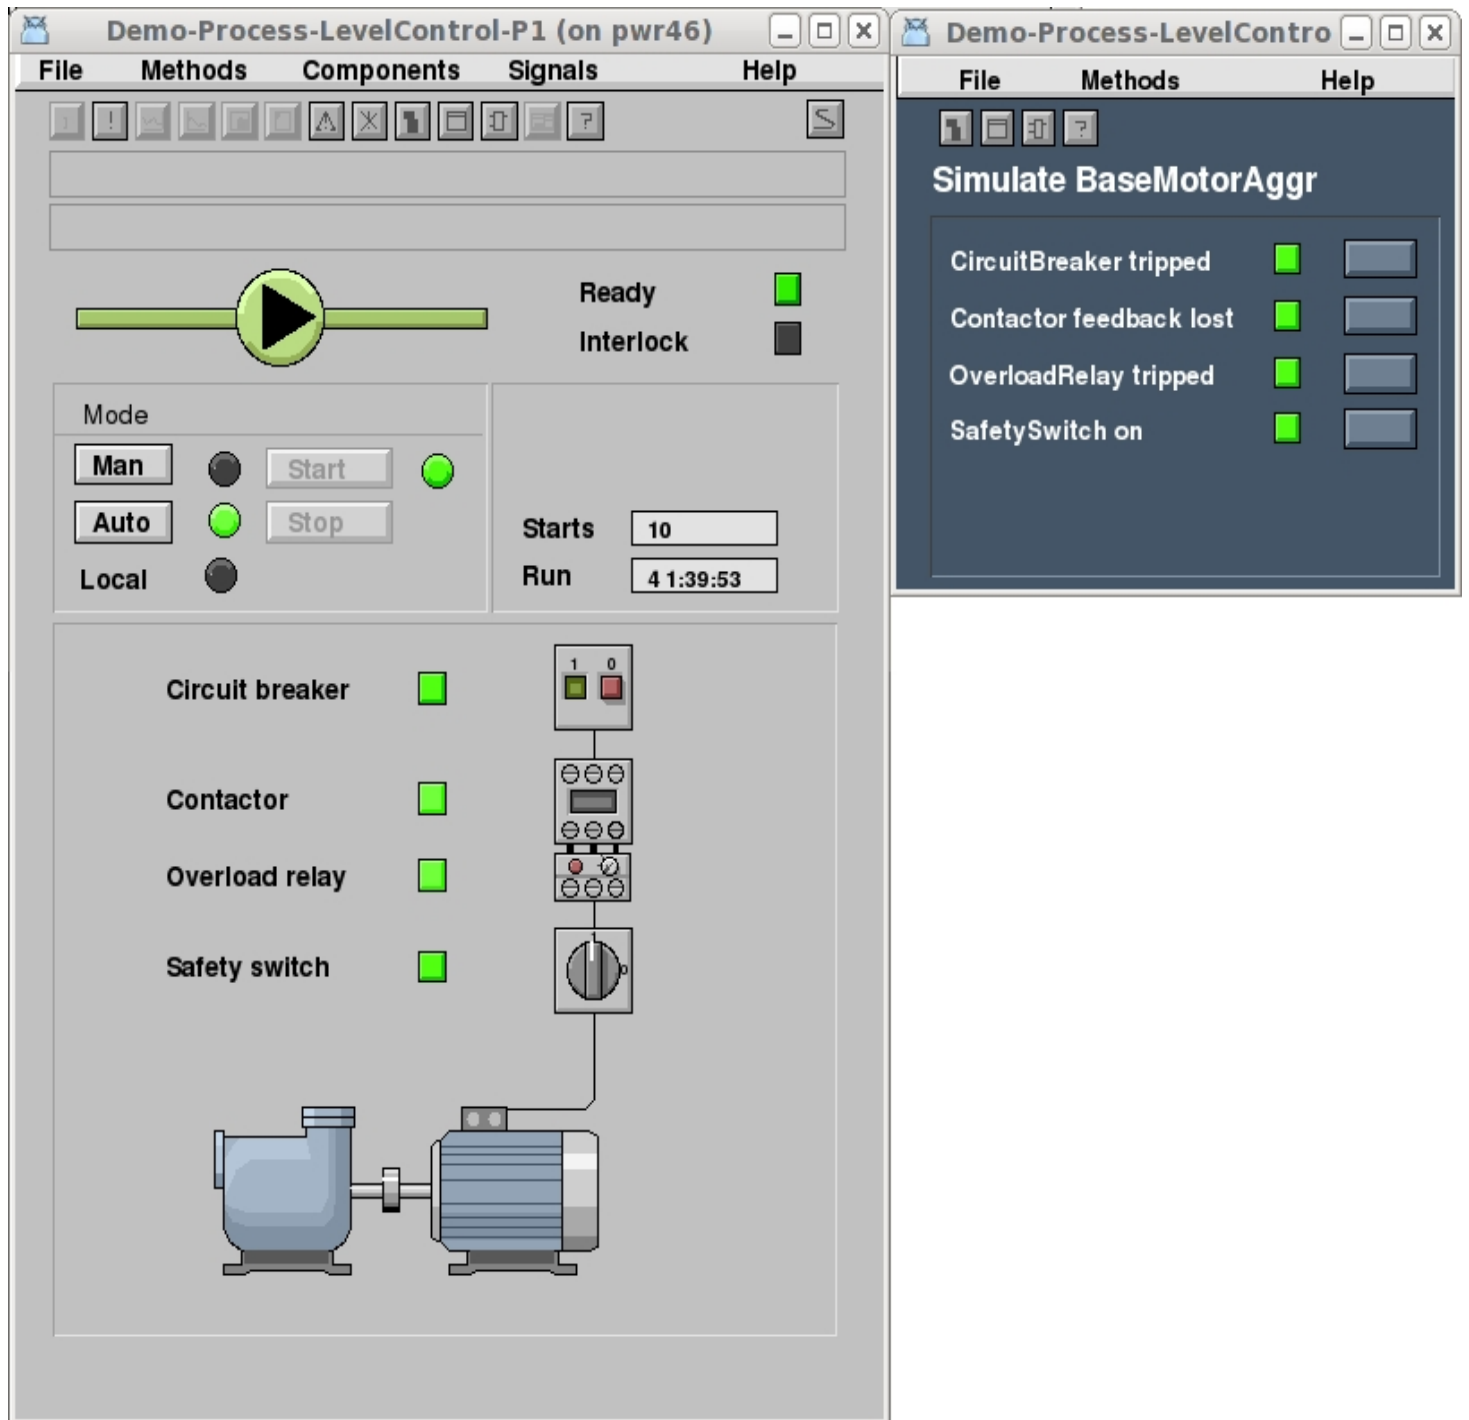 Demo-Process-LevelControl-P1 (on pwr46)
File Methods Components Signals Help
! ?
Ready
Interlock
Mode
Man Start
Auto Stop
Local
Starts 10
Run 4 1:39:53
Circuit breaker
1 0
Contactor
Overload relay
Safety switch
1
0
Demo-Process-LevelContro
File Methods Help
?
Simulate BaseMotorAggr
CircuitBreaker tripped
Contactor feedback lost
OverloadRelay tripped
SafetySwitch on